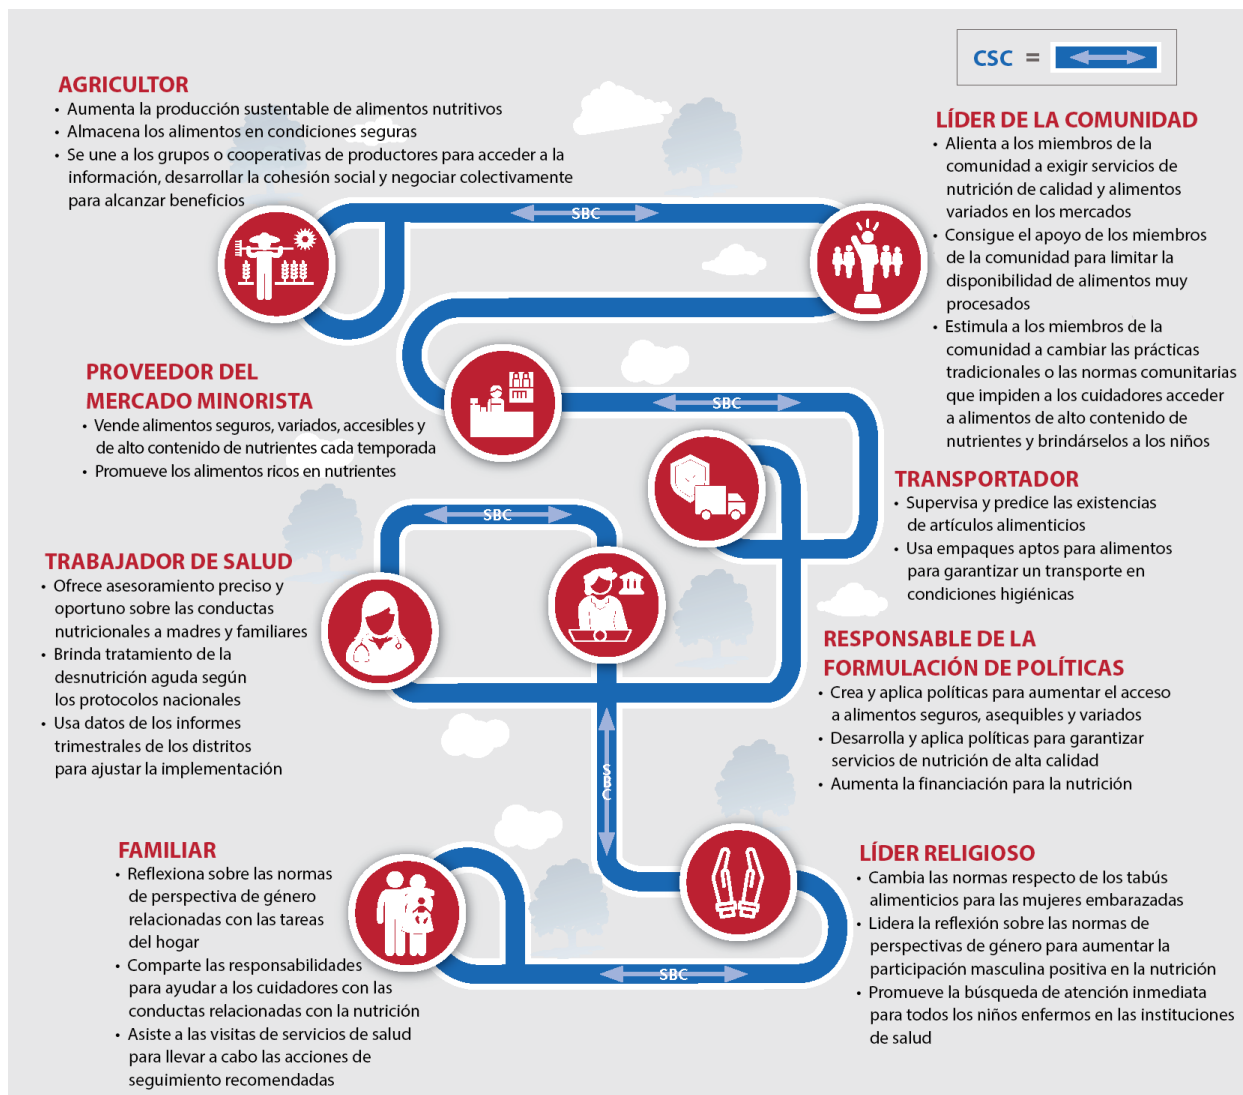 CSC =
AGRICULTOR
• Aumenta la producción sustentable de alimentos nutritivos
• Almacena los alimentos en condiciones seguras
• Se une a los grupos o cooperativas de productores para acceder a la
información, desarrollar la cohesión social y negociar colectivamente
para alcanzar beneficios
SBC
LÍDER DE LA COMUNIDAD
• Alienta a los miembros de la
comunidad a exigir servicios de
nutrición de calidad y alimentos
variados en los mercados
• Consigue el apoyo de los miembros
de la comunidad para limitar la
disponibilidad de alimentos muy
procesados
• Estimula a los miembros de la
comunidad a cambiar las prácticas
tradicionales o las normas comunitarias
que impiden a los cuidadores acceder
a alimentos de alto contenido de
nutrientes y brindárselos a los niños
PROVEEDOR DEL
MERCADO MINORISTA
• Vende alimentos seguros, variados, accesibles y
de alto contenido de nutrientes cada temporada
• Promueve los alimentos ricos en nutrientes
SBC
TRANSPORTADOR
• Supervisa y predice las existencias
de artículos alimenticios
• Usa empaques aptos para alimentos
para garantizar un transporte en
condiciones higiénicas
SBC
TRABAJADOR DE SALUD
• Ofrece asesoramiento preciso y
oportuno sobre las conductas
nutricionales a madres y familiares
• Brinda tratamiento de la
desnutrición aguda según
los protocolos nacionales
• Usa datos de los informes
trimestrales de los distritos
para ajustar la implementación
RESPONSABLE DE LA
FORMULACIÓN DE POLÍTICAS
• Crea y aplica políticas para aumentar el acceso
a alimentos seguros, asequibles y variados
• Desarrolla y aplica políticas para garantizar
servicios de nutrición de alta calidad
• Aumenta la financiación para la nutrición
SBC
FAMILIAR
• Reflexiona sobre las normas
de perspectiva de género
relacionadas con las tareas
del hogar
• Comparte las responsabilidades
para ayudar a los cuidadores con las
conductas relacionadas con la nutrición
• Asiste a las visitas de servicios de salud
para llevar a cabo las acciones de
seguimiento recomendadas
SBC
LÍDER RELIGIOSO
• Cambia las normas respecto de los tabús
alimenticios para las mujeres embarazadas
• Lidera la reflexión sobre las normas de
perspectivas de género para aumentar la
participación masculina positiva en la nutrición
• Promueve la búsqueda de atención inmediata
para todos los niños enfermos en las instituciones
de salud